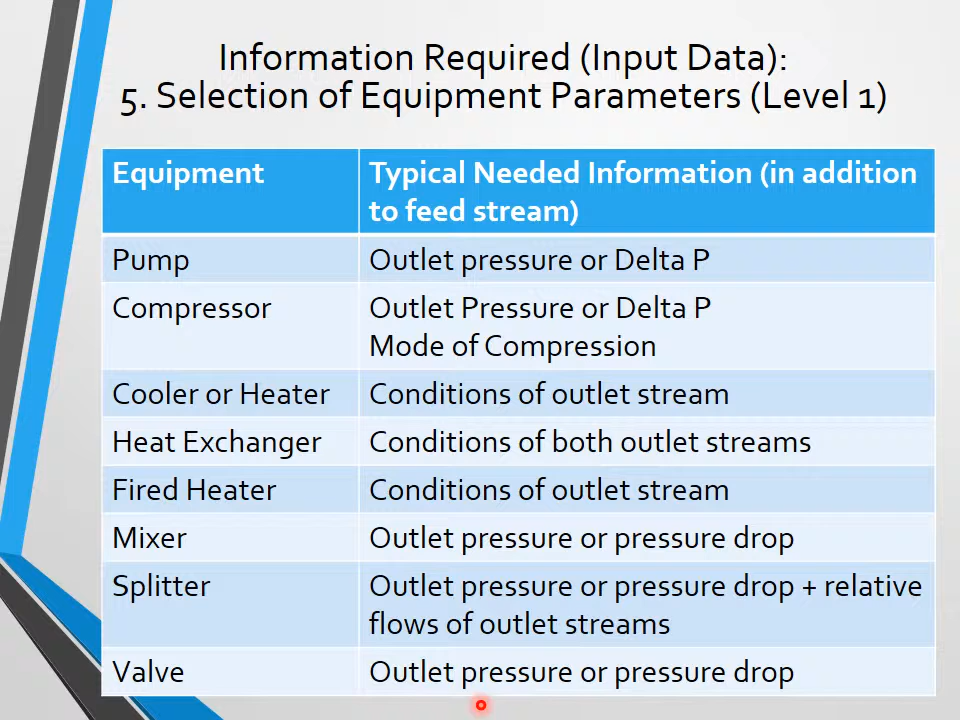 Information Required (Input Data):
5. Selection of Equipment Parameters (Level 1)
Equipment
Typical Needed Information (in addition
to feed stream)
Pump
Outlet pressure or Delta P
Compressor
Outlet Pressure or Delta P
Mode of Compression
Cooler or Heater
Conditions of outlet stream
Heat Exchanger
Conditions of both outlet streams
Fired Heater
Conditions of outlet stream
Mixer
Outlet pressure or pressure drop
Splitter
Outlet pressure or pressure drop + relative
flows of outlet streams
Valve
Outlet pressure or pressure drop